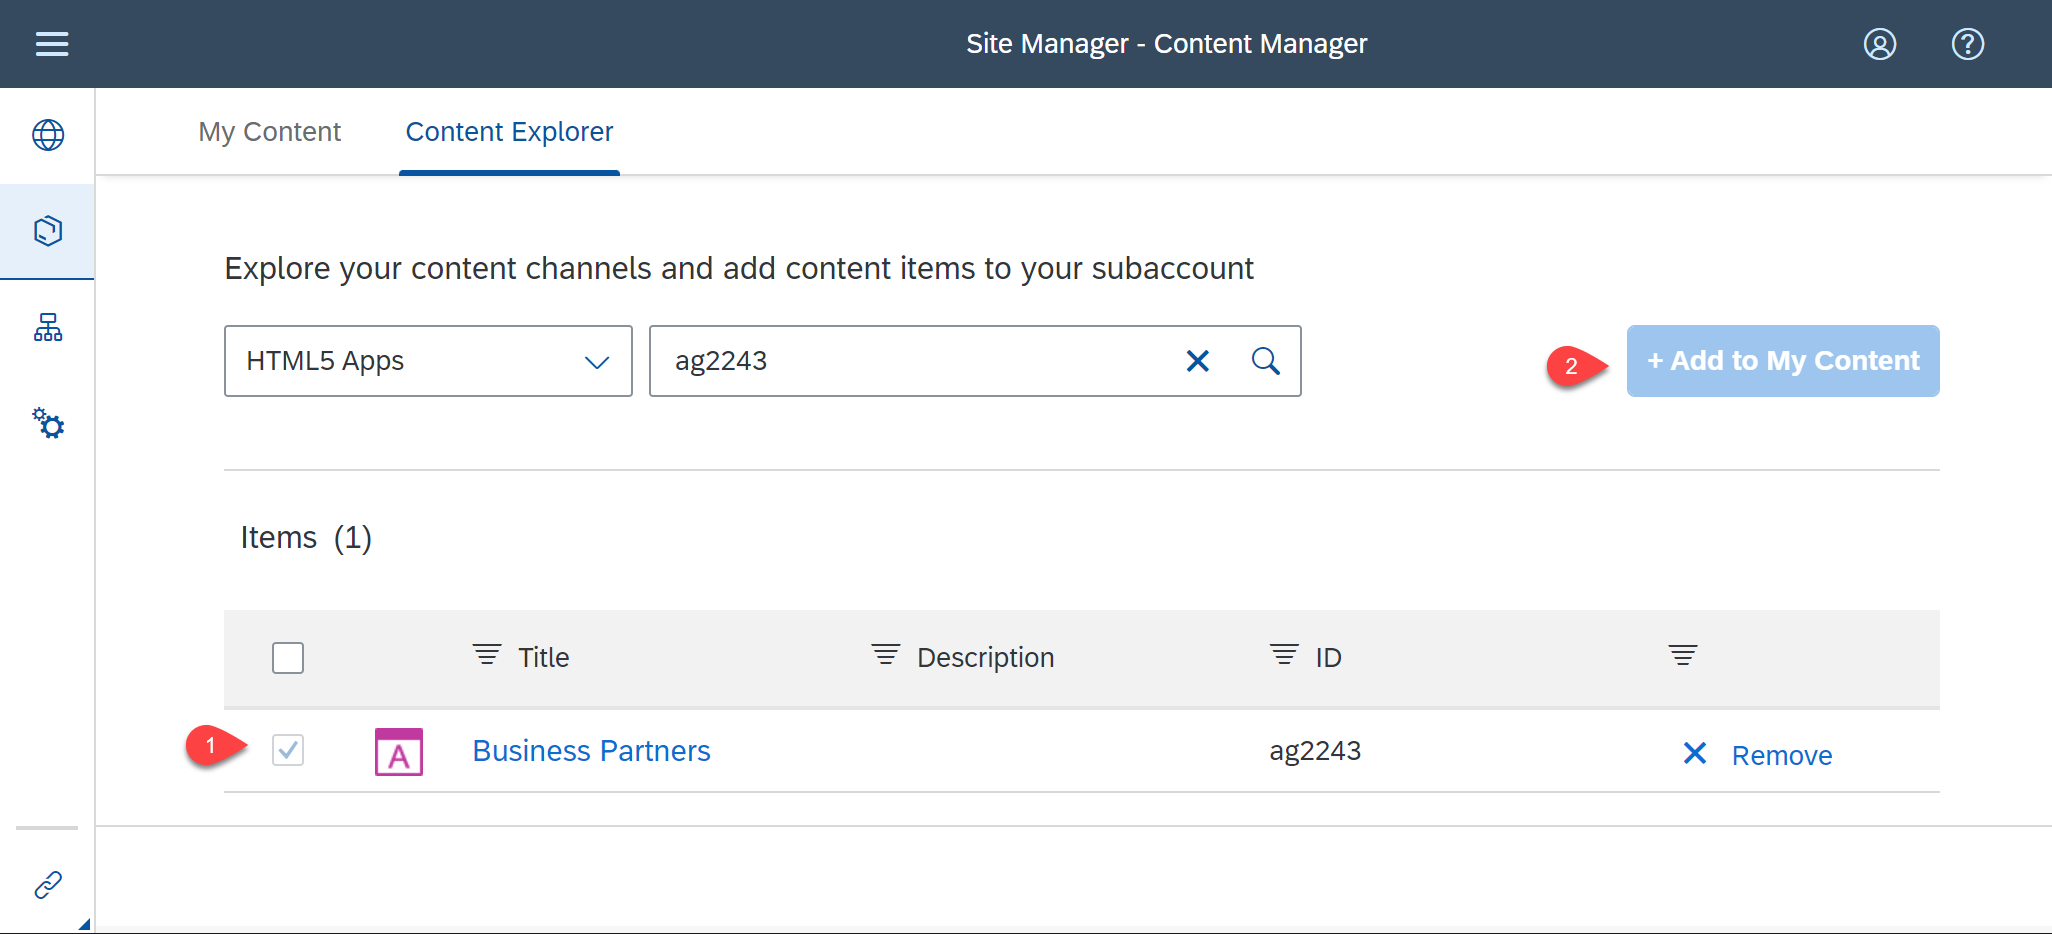 Site Manager - Content Manager
My Content
Content Explorer
Explore your content channels and add content items to your subaccount
HTML5 Apps
ag2243
2
+ Add to My Content
Items (1)
Title
Description
ID
1
A
Business Partners
ag2243
Remove